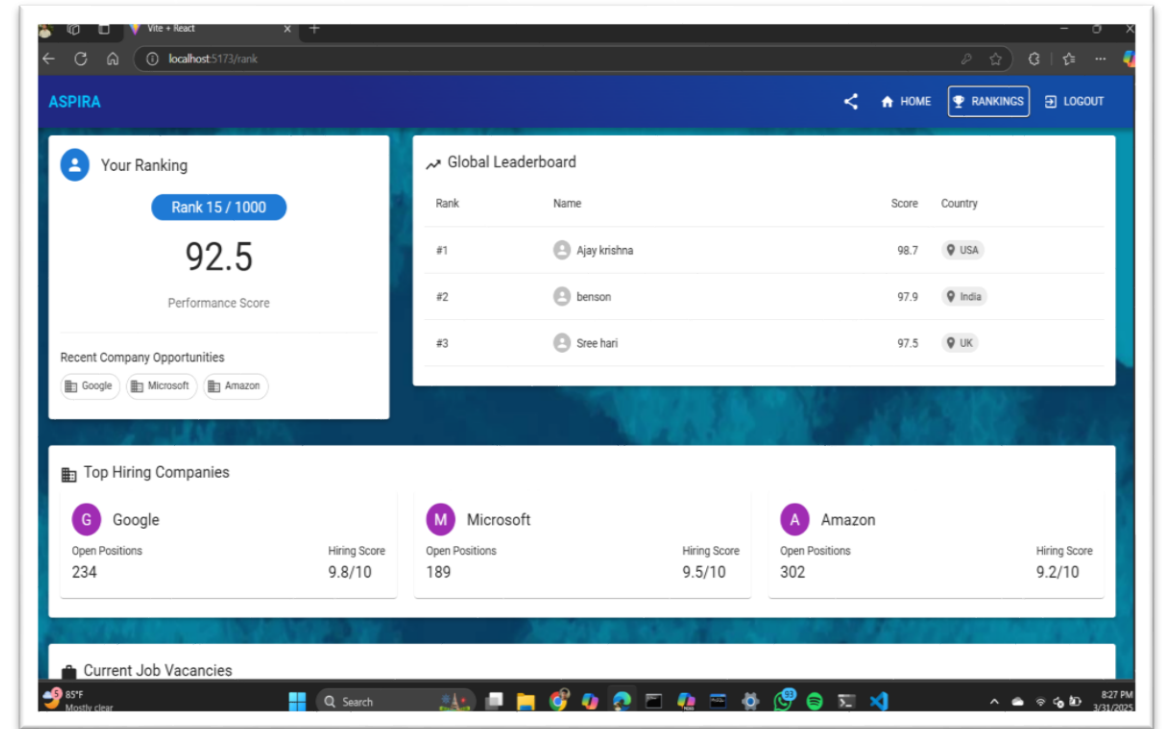 Vite + React
localhost:5173/rank
ASPIRA
HOME
RANKINGS
LOGOUT
Your Ranking
Rank 15 / 1000
92.5
Performance Score
Recent Company Opportunities
Google Microsoft Amazon
Global Leaderboard
Rank Name Score Country
#1 Ajay krishna 98.7 USA
#2 benson 97.9 India
#3 Sree hari 97.5 UK
Top Hiring Companies
G Google
Open Positions Hiring Score
234 9.8/10
M Microsoft
Open Positions Hiring Score
189 9.5/10
A Amazon
Open Positions Hiring Score
302 9.2/10
Current Job Vacancies
5
85°F
Mostly clear
Search
93
8:27 PM
3/31/2025